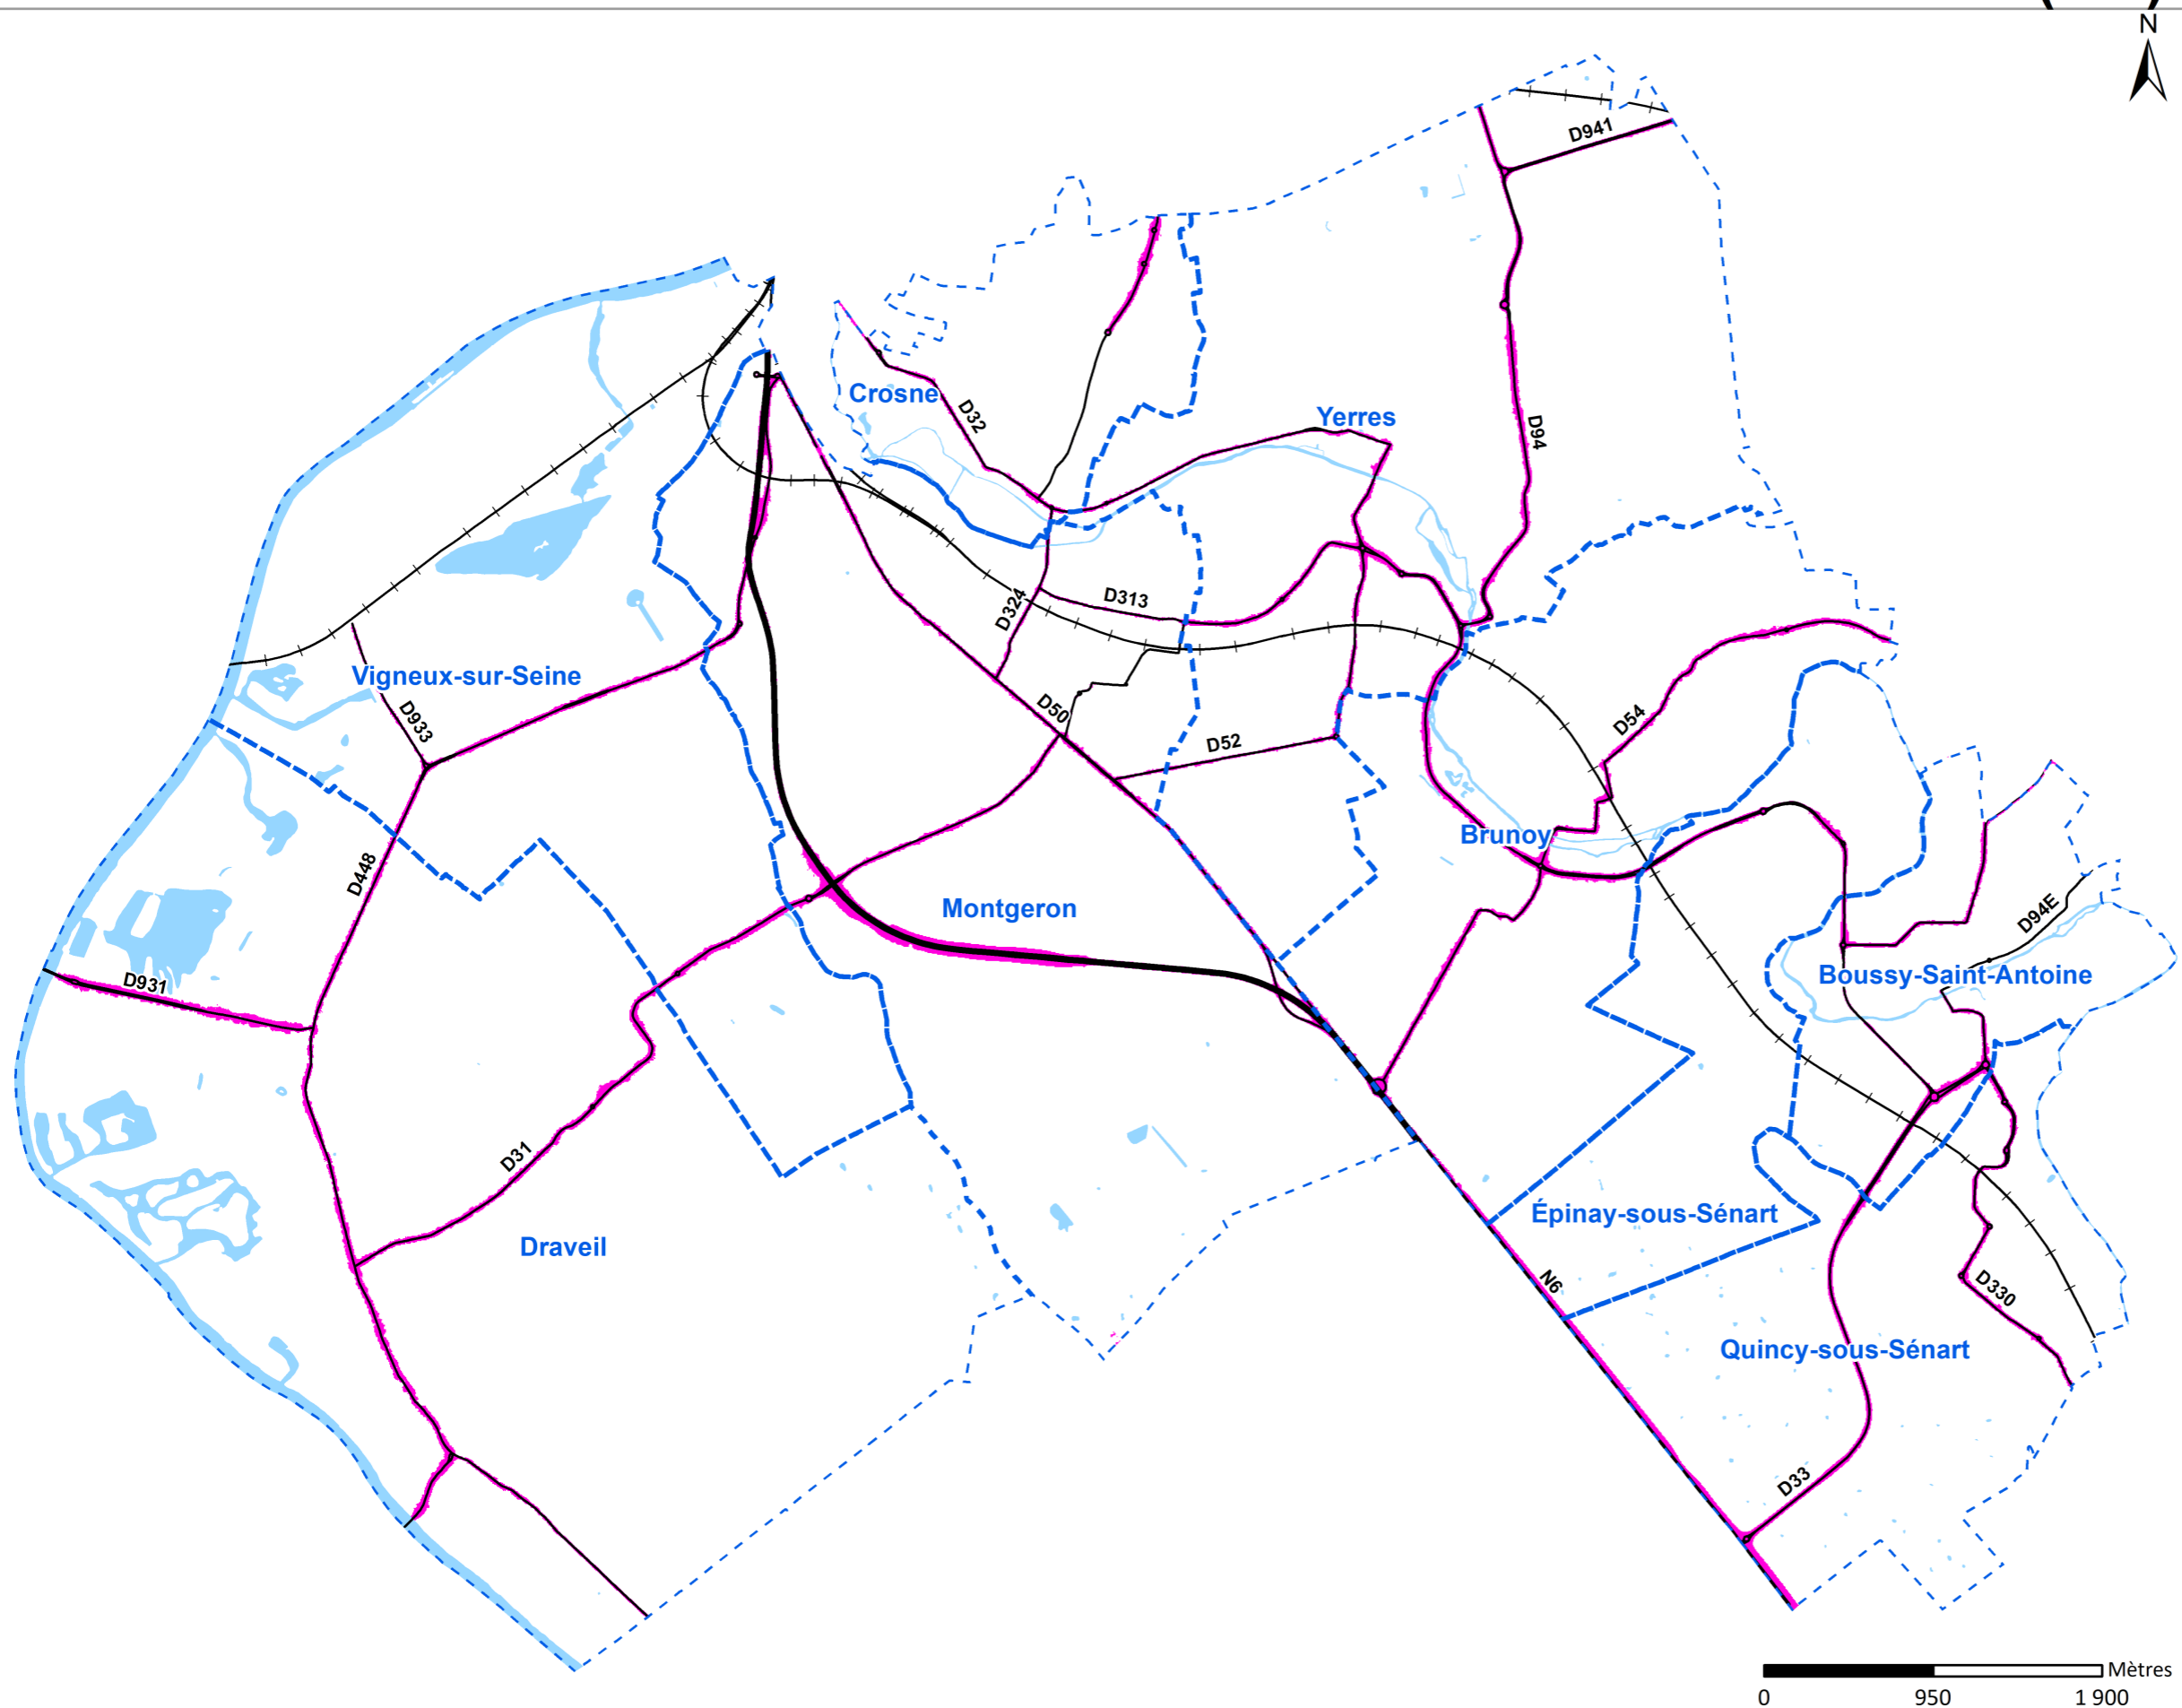 N
D941
Crosne
D32
Yerres
D94
D313
D324
Vigneux-sur-Seine
D933
D50
D52
D54
Brunoy
D448
Montgeron
D94E
Boussy-Saint-Antoine
D931
D31
Épinay-sous-Sénart
Draveil
N6
D330
Quincy-sous-Sénart
D33
Mètres
0 950 1 900